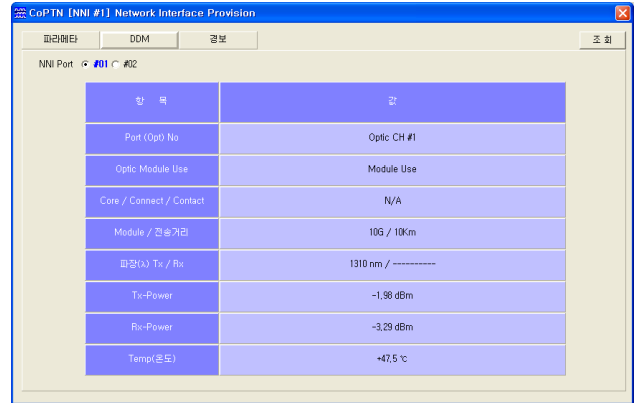 CoPTN [NNI #1] Network Interface Provision
파라메타 DDM 경보 조 회
NNI Port #01 #02
항 목 값
Port (Opt) No Optic CH #1
Optic Module Use Module Use
Core / Connect / Contact N/A
Module / 전송거리 10G / 10Km
파장(λ) Tx / Rx 1310 nm / ----------
Tx-Power -1,98 dBm
Rx-Power -3,29 dBm
Temp(온도) +47,5 ℃